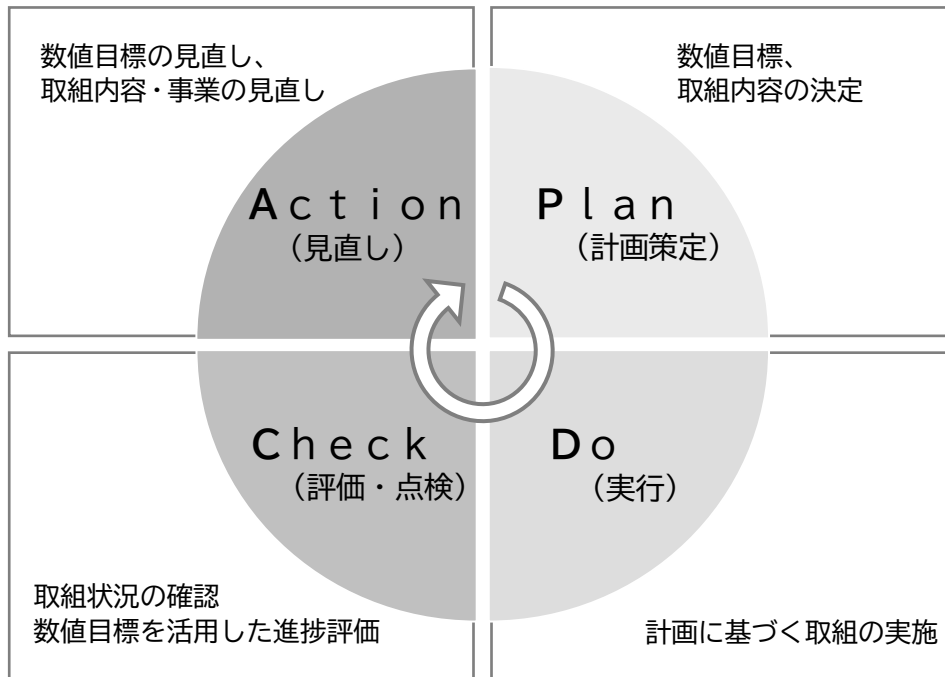 数値目標の見直し、
取組内容・事業の見直し
Action
（見直し）
数値目標、
取組内容の決定
Plan
（計画策定）
Check
（評価・点検）
取組状況の確認
数値目標を活用した進捗評価
Do
（実行）
計画に基づく取組の実施